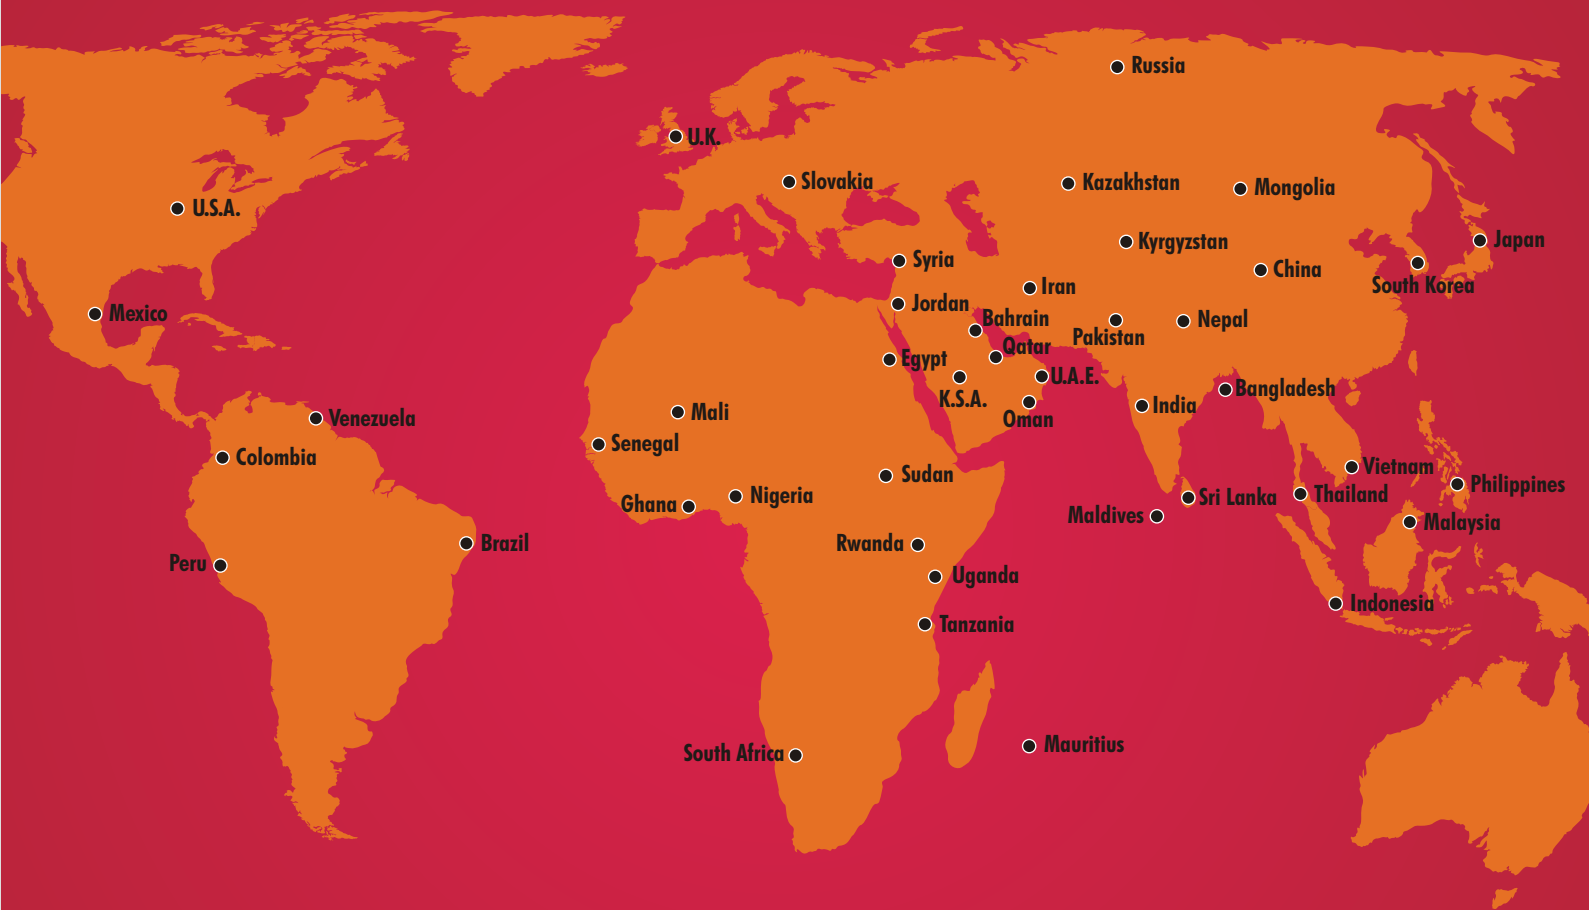 Russia
U.K.
Slovakia
Kazakhstan
Mongolia
U.S.A.
Kyrgyzstan
Japan
Syria
China
South Korea
Iran
Jordan
Mexico
Bahrain
Nepal
Pakistan
Qatar
Egypt
U.A.E.
Bangladesh
K.S.A.
India
Oman
Mali
Venezuela
Senegal
Colombia
Vietnam
Sudan
Philippines
Thailand
Nigeria
Sri Lanka
Ghana
Maldives
Malaysia
Brazil
Rwanda
Peru
Uganda
Indonesia
Tanzania
Mauritius
South Africa